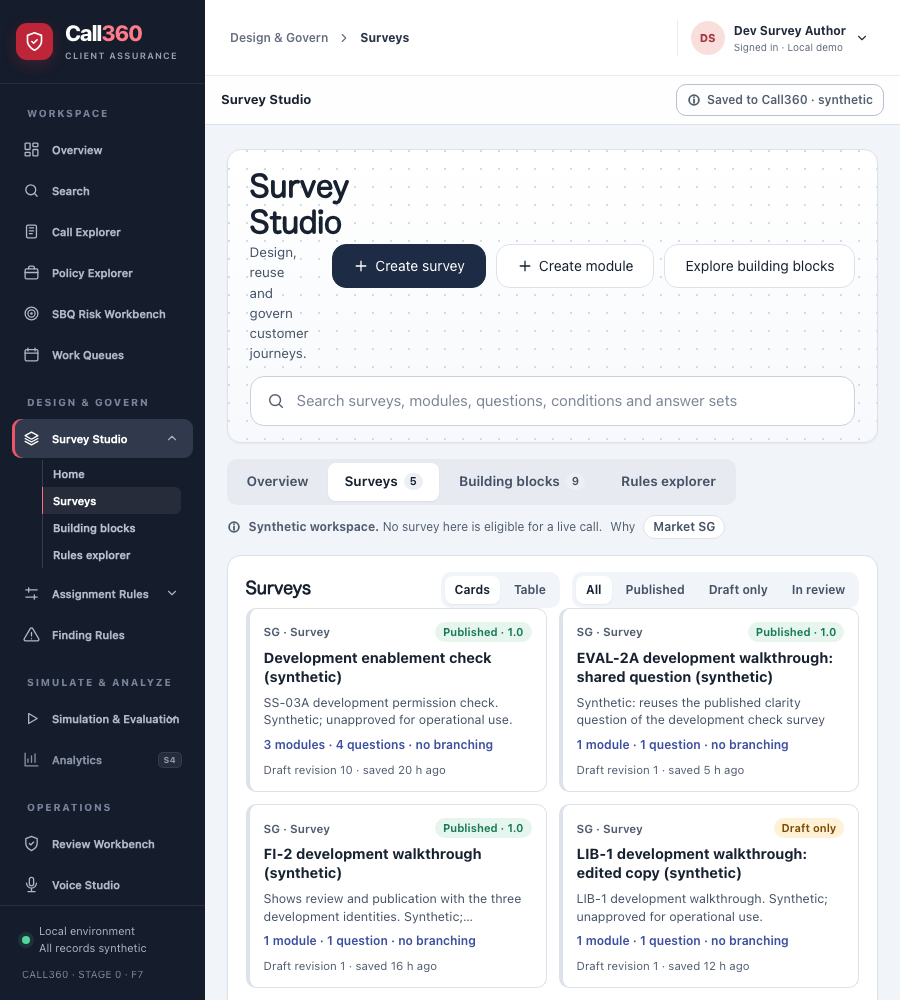 Call360
CLIENT ASSURANCE
WORKSPACE
Overview
Search
Call Explorer
Policy Explorer
SBQ Risk Workbench
Work Queues
DESIGN & GOVERN
Survey Studio
Home
Surveys
Building blocks
Rules explorer
Assignment Rules
Finding Rules
SIMULATE & ANALYZE
Simulation & Evaluation
Analytics S4
OPERATIONS
Review Workbench
Voice Studio
Local environment
All records synthetic
CALL360 · STAGE 0 · F7
Design & Govern > Surveys
DS
Dev Survey Author
Signed in · Local demo
Survey Studio
Saved to Call360 · synthetic
Survey
Studio
Design,
reuse
and
govern
customer
journeys.
+ Create survey
+ Create module
Explore building blocks
Search surveys, modules, questions, conditions and answer sets
Overview
Surveys 5
Building blocks 9
Rules explorer
Synthetic workspace. No survey here is eligible for a live call. Why Market SG
Surveys
Cards Table
All Published Draft only In review
SG · Survey Published · 1.0
Development enablement check
(synthetic)
SS-03A development permission check.
Synthetic; unapproved for operational use.
3 modules · 4 questions · no branching
Draft revision 10 · saved 20 h ago
SG · Survey Published · 1.0
EVAL-2A development walkthrough:
shared question (synthetic)
Synthetic: reuses the published clarity
question of the development check survey
1 module · 1 question · no branching
Draft revision 1 · saved 5 h ago
SG · Survey Published · 1.0
FI-2 development walkthrough
(synthetic)
Shows review and publication with the three
development identities. Synthetic;...
1 module · 1 question · no branching
Draft revision 1 · saved 16 h ago
SG · Survey Draft only
LIB-1 development walkthrough:
edited copy (synthetic)
LIB-1 development walkthrough. Synthetic;
unapproved for operational use.
1 module · 1 question · no branching
Draft revision 1 · saved 12 h ago